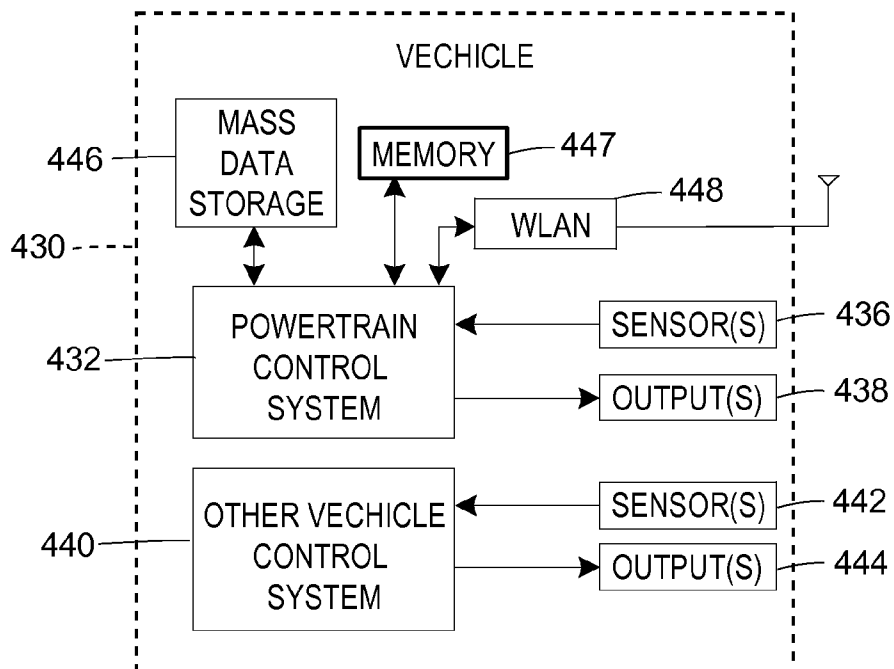 VECHICLE
MASS
DATA
STORAGE
446
MEMORY
447
448
WLAN
430
POWERTRAIN
CONTROL
SYSTEM
432
SENSOR(S)
436
OUTPUT(S)
438
OTHER VECHICLE
CONTROL
SYSTEM
440
SENSOR(S)
442
OUTPUT(S)
444